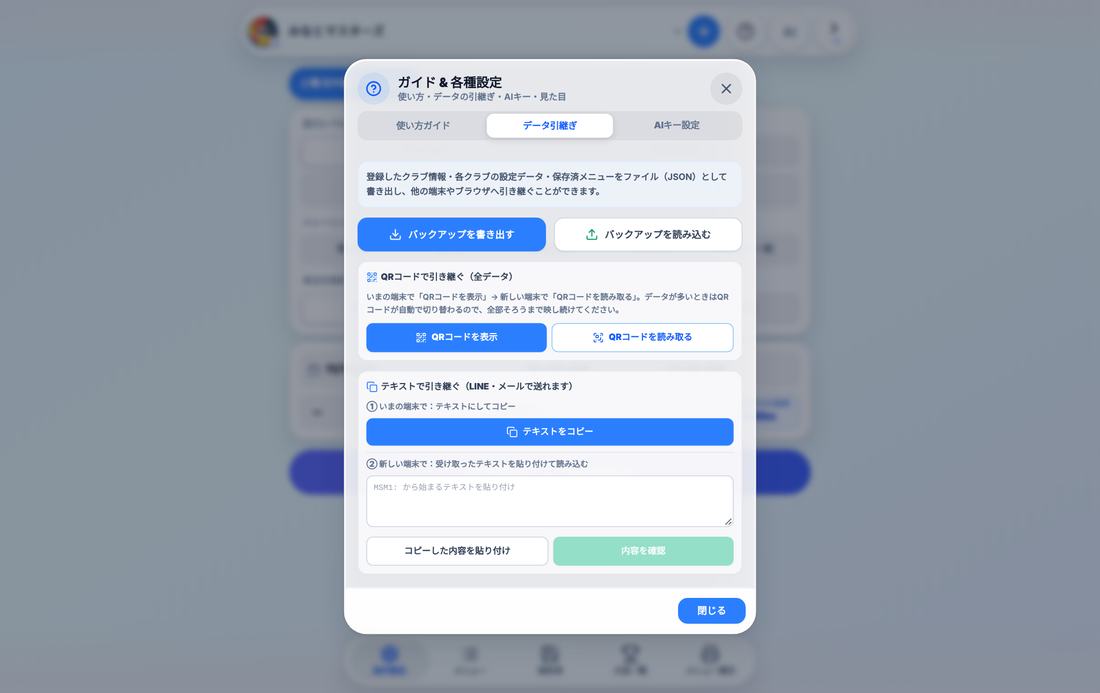 みなとマスターズ
ガイド & 各種設定
使い方・データの引継ぎ・AIキー・見た目
使い方ガイド
データ引継ぎ
AIキー設定
登録したクラブ情報・各クラブの設定データ・保存済メニューをファイル（JSON）として
書き出し、他の端末やブラウザへ引き継ぐことができます。
バックアップを書き出す
バックアップを読み込む
QRコードで引き継ぐ（全データ）
いまの端末で「QRコードを表示」→ 新しい端末で「QRコードを読み取る」。データが多いときはQR
コードが自動で切り替わるので、全部そろうまで映し続けてください。
QRコードを表示
QRコードを読み取る
テキストで引き継ぐ（LINE・メールで送れます）
①いまの端末で：テキストにしてコピー
テキストをコピー
②新しい端末で：受け取ったテキストを貼り付けて読み込む
MSM1: から始まるテキストを貼り付け
コピーした内容を貼り付け
内容を確認
閉じる